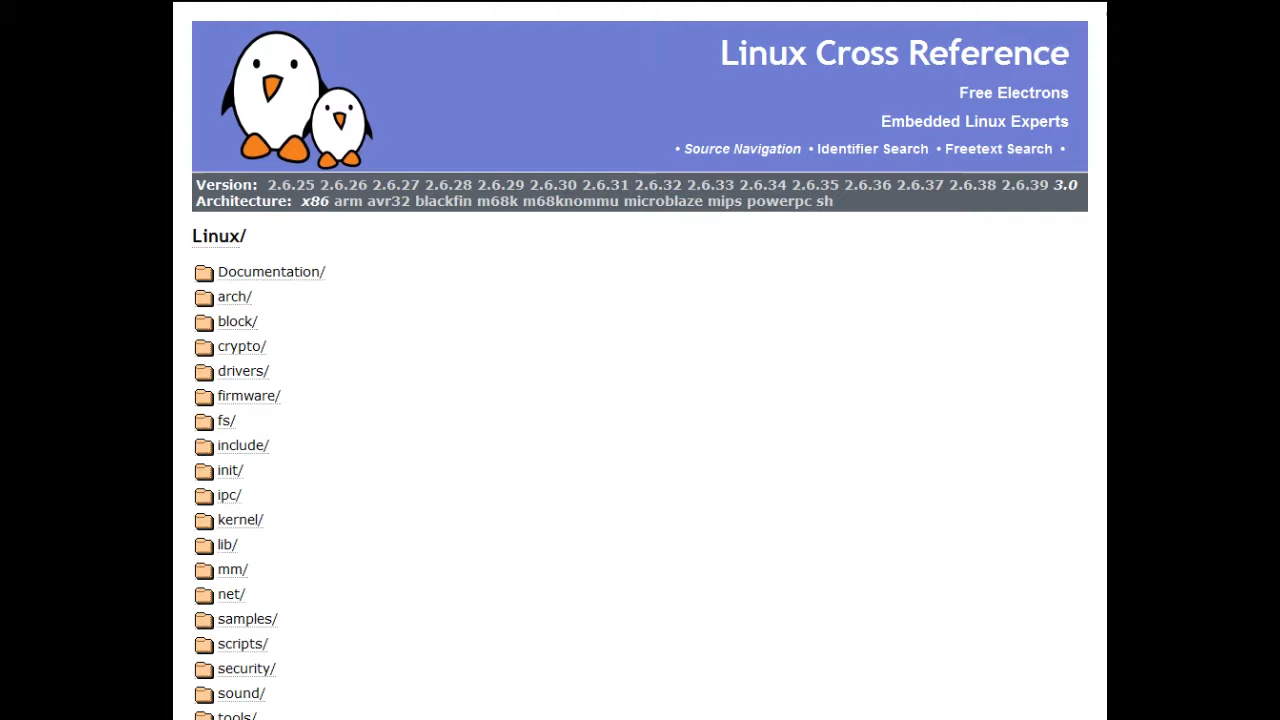 Linux Cross Reference
Free Electrons
Embedded Linux Experts
• Source Navigation • Identifier Search • Freetext Search •
Version: 2.6.25 2.6.26 2.6.27 2.6.28 2.6.29 2.6.30 2.6.31 2.6.32 2.6.33 2.6.34 2.6.35 2.6.36 2.6.37 2.6.38 2.6.39 3.0
Architecture: x86 arm avr32 blackfin m68k m68knommu microblaze mips powerpc sh
Linux/
Documentation/
arch/
block/
crypto/
drivers/
firmware/
fs/
include/
init/
ipc/
kernel/
lib/
mm/
net/
samples/
scripts/
security/
sound/
tools/